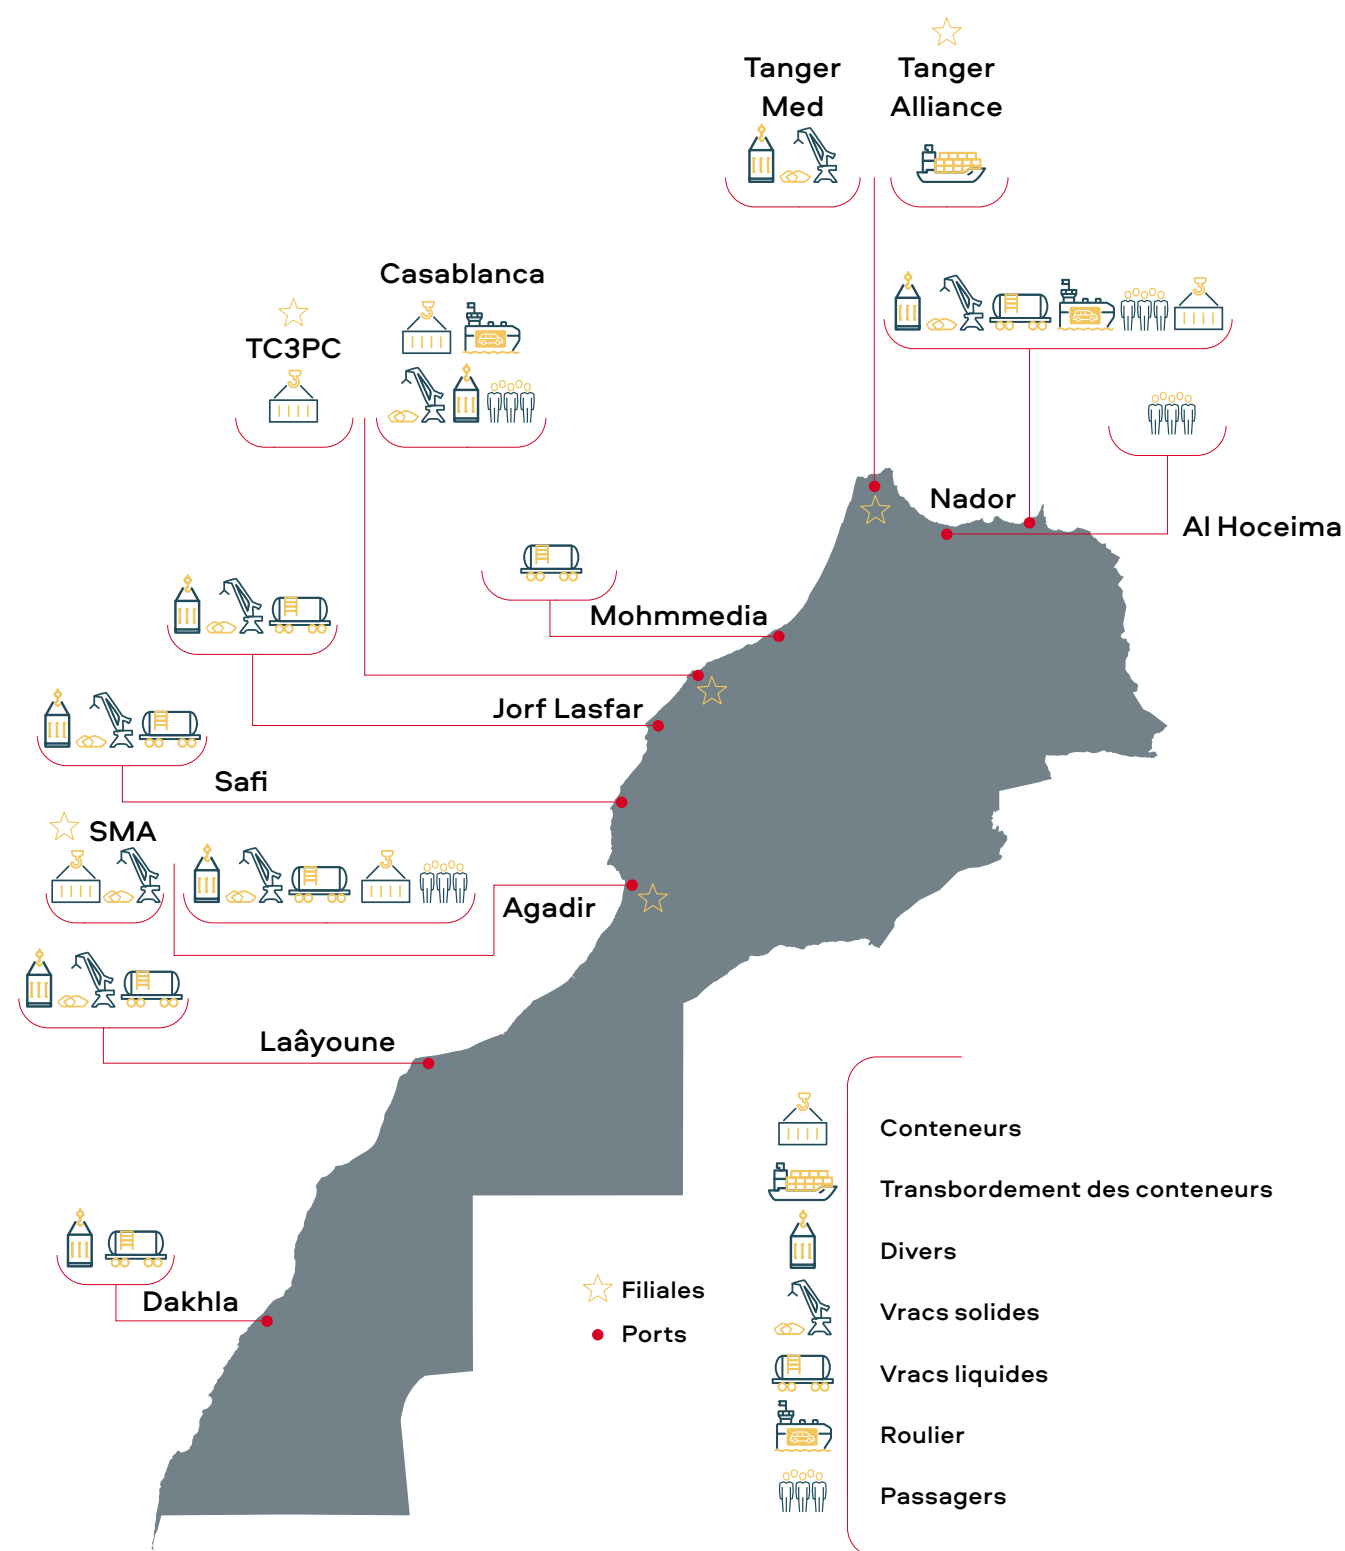 Tanger
Med
Tanger
Alliance
Casablanca
TC3PC
Nador
Al Hoceima
Mohmmedia
Jorf Lasfar
Safi
SMA
Agadir
Laâyoune
Dakhla
Filiales
Ports
Conteneurs
Transbordement des conteneurs
Divers
Vracs solides
Vracs liquides
Roulier
Passagers